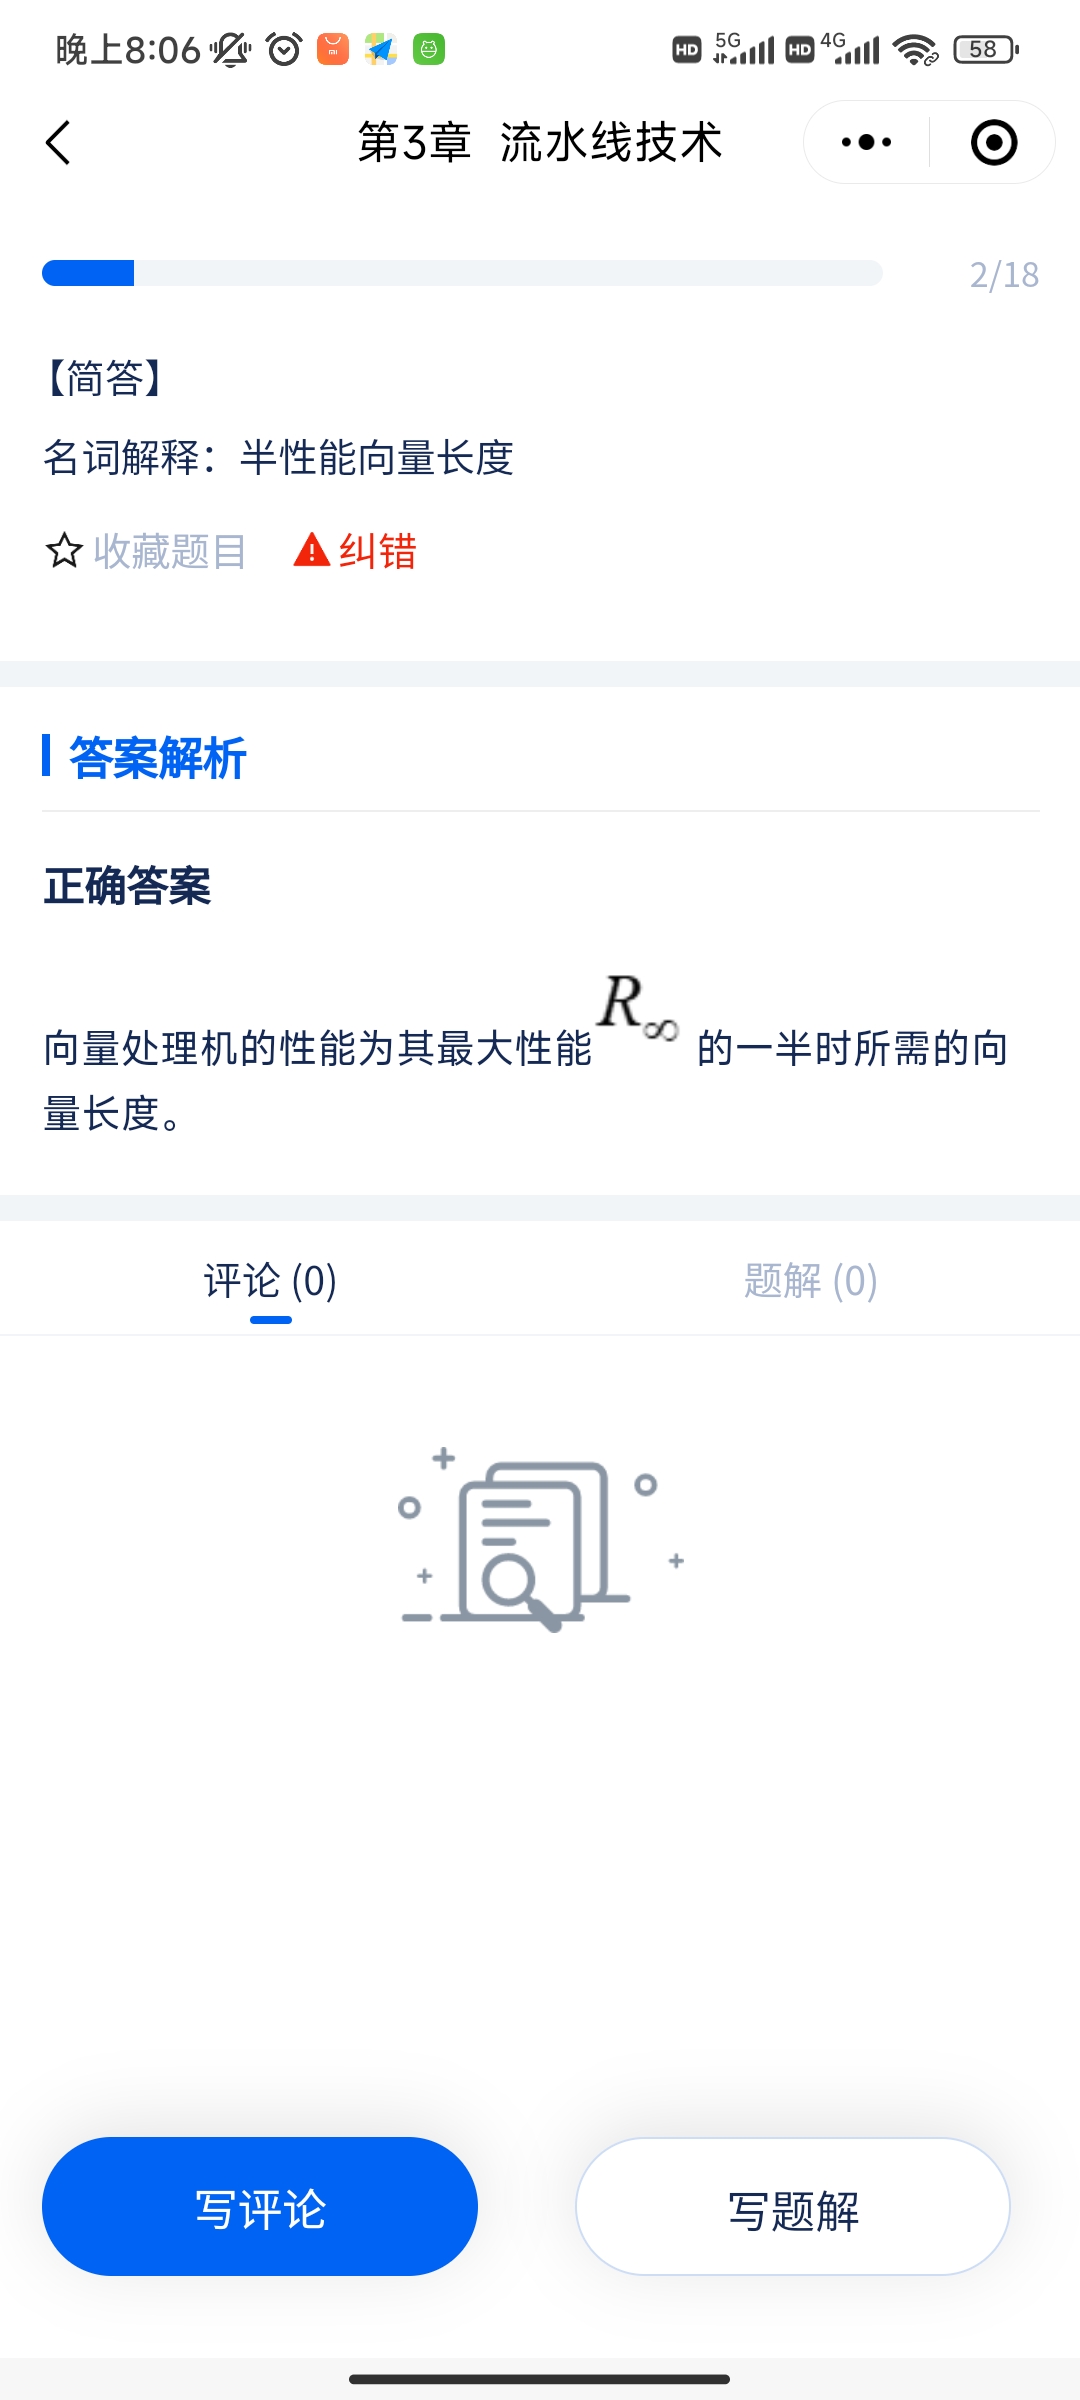 晚上8:06 HD 5G HD 4G 58
第3章 流水线技术
2/18
【简答】
名词解释：半性能向量长度
收藏题目 纠错
答案解析
正确答案
向量处理机的性能为其最大性能 R∞ 的一半时所需的向
量长度。
评论 (0) 题解 (0)
写评论 写题解